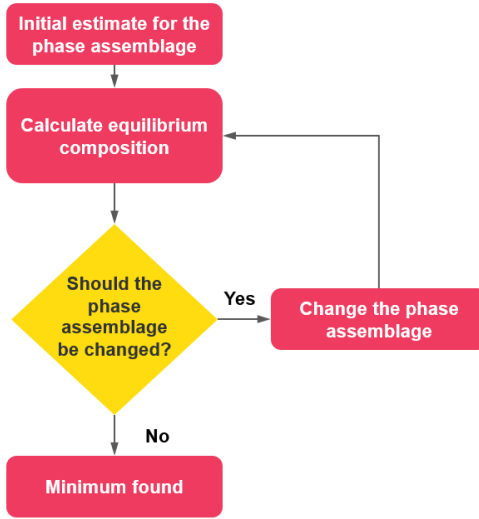 Initial estimate for the
phase assemblage
Calculate equilibrium
composition
Should the
phase
assemblage
be changed?
Yes
Change the phase
assemblage
No
Minimum found